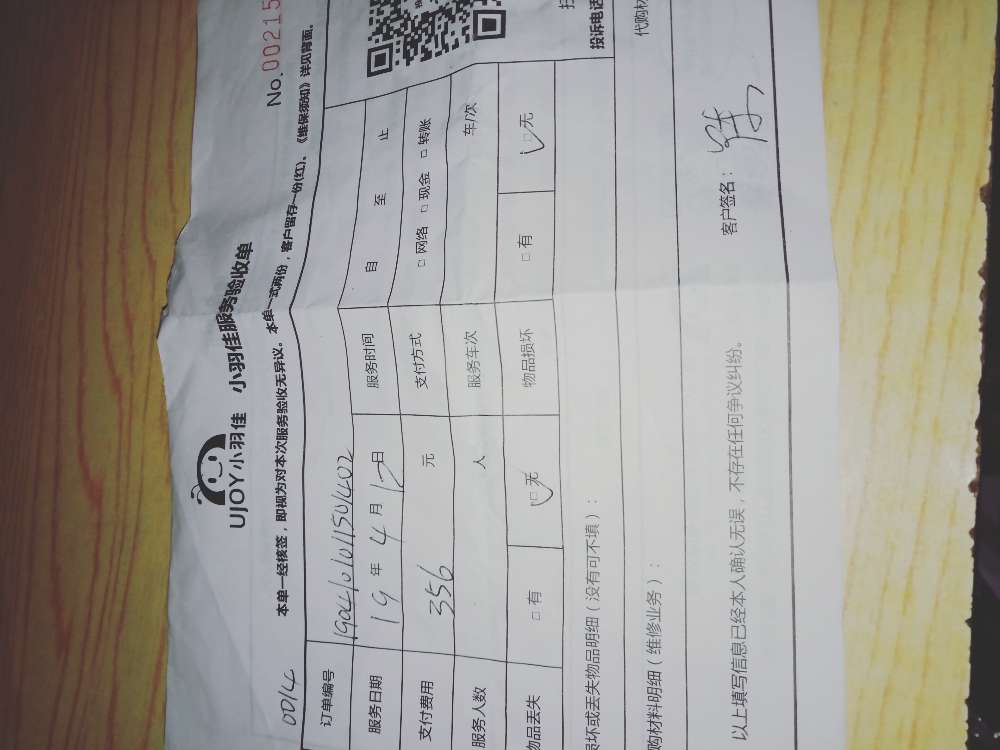 No.00215
UJOY小羽佳 小羽佳服务验收单
0014 本单一经核签，即视为对本次服务验收无异议。本单一式两份，客户留存一份(红)。《维保须知》详见背面。
订单编号 190401011501402
服务日期 19 年 4 月 12 日 服务时间 自 至 止
支付费用 356 元 支付方式 □ 网络 □ 现金 □ 转账
服务人数 人 服务车次 车/次
物品丢失 □ 有 □ 无 物品损坏 □ 有 □ 无
投诉电话
损坏或丢失物品明细（没有可不填）：
购材料明细（维修业务）： 代购材
以上填写信息已经本人确认无误，不存在任何争议纠纷。 客户签名：